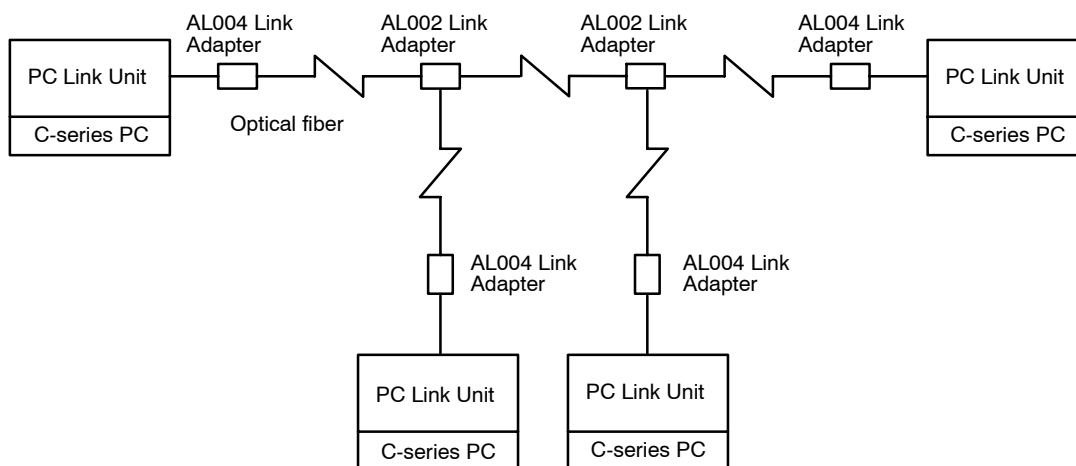 AL004 Link
Adapter
AL002 Link
Adapter
AL002 Link
Adapter
AL004 Link
Adapter
PC Link Unit
C-series PC
Optical fiber
PC Link Unit
C-series PC
AL004 Link
Adapter
AL004 Link
Adapter
PC Link Unit
C-series PC
PC Link Unit
C-series PC